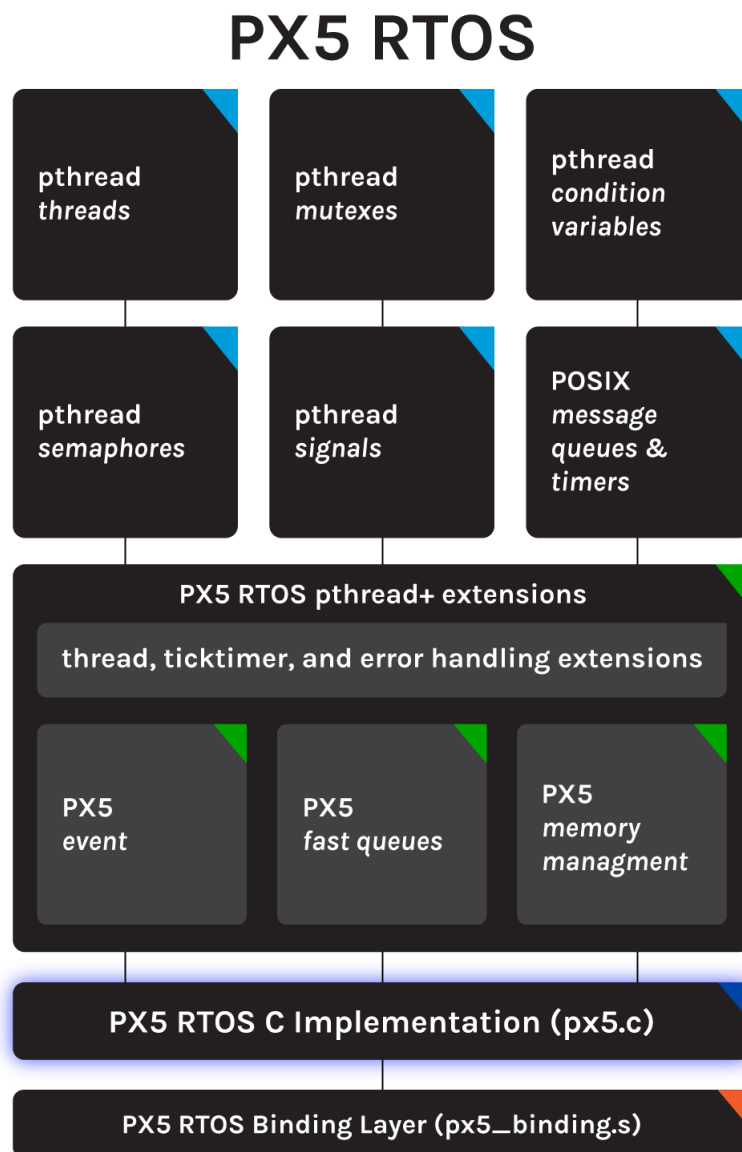 PX5 RTOS
pthread
threads
pthread
mutexes
pthread
condition
variables
pthread
semaphores
pthread
signals
POSIX
message
queues &
timers
PX5 RTOS pthread+ extensions
thread, ticktimer, and error handling extensions
PX5
event
PX5
fast queues
PX5
memory
managment
PX5 RTOS C Implementation (px5.c)
PX5 RTOS Binding Layer (px5_binding.s)